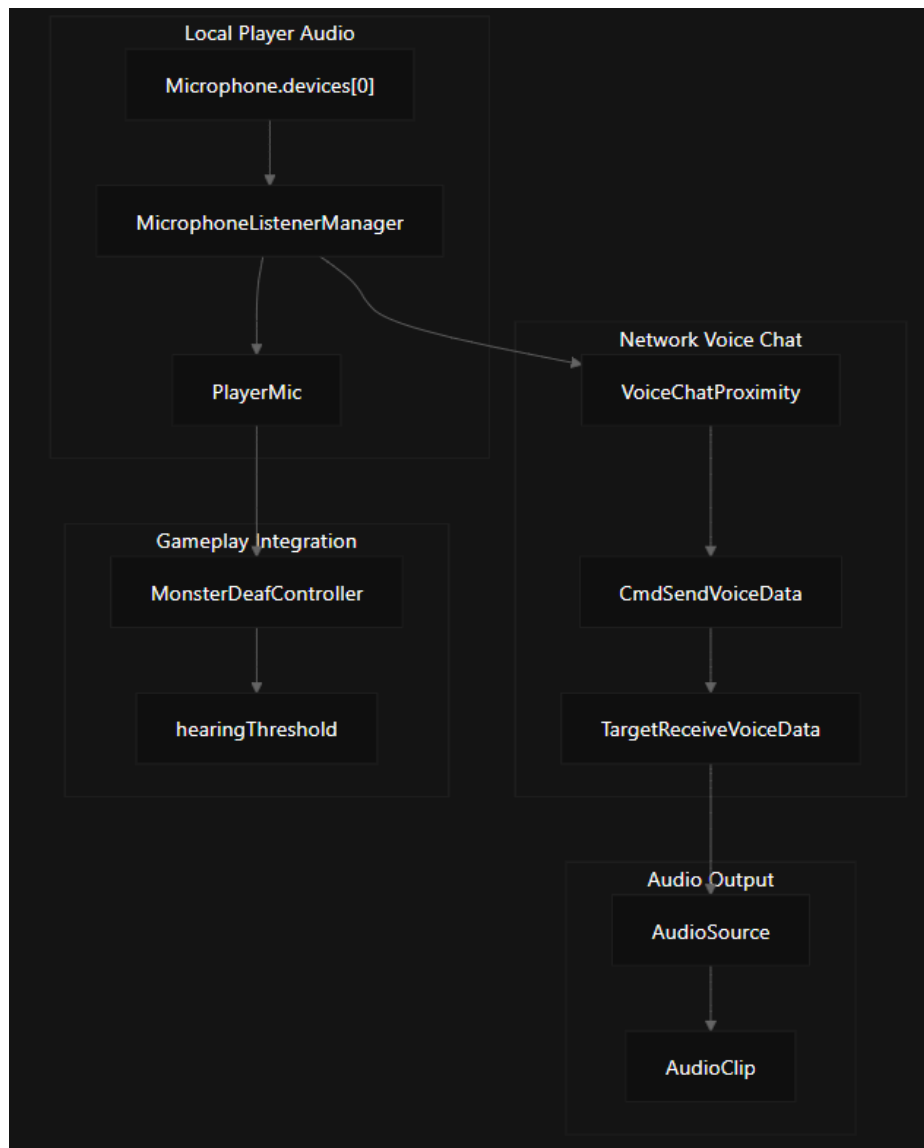 Local Player Audio
Microphone.devices[0]
MicrophoneListenerManager
PlayerMic
Network Voice Chat
VoiceChatProximity
Gameplay Integration
MonsterDeafController
CmdSendVoiceData
hearingThreshold
TargetReceiveVoiceData
Audio Output
AudioSource
AudioClip